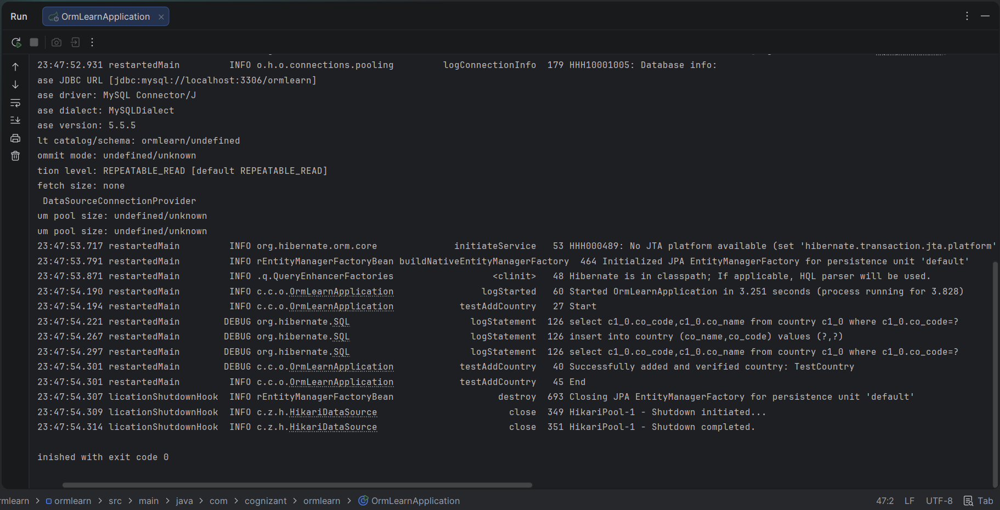 Run OrmLearnApplication
23:47:52.931 restartedMain INFO o.h.o.connections.pooling logConnectionInfo 179 HHH10001005: Database info:
ase JDBC URL [jdbc:mysql://localhost:3306/ormlearn]
ase driver: MySQL Connector/J
ase dialect: MySQLDialect
ase version: 5.5.5
lt catalog/schema: ormlearn/undefined
ommit mode: undefined/unknown
tion level: REPEATABLE_READ [default REPEATABLE_READ]
fetch size: none
DataSourceConnectionProvider
um pool size: undefined/unknown
um pool size: undefined/unknown
23:47:53.717 restartedMain INFO org.hibernate.orm.core initiateService 53 HHH000489: No JTA platform available (set 'hibernate.transaction.jta.platform'
23:47:53.791 restartedMain INFO rEntityManagerFactoryBean buildNativeEntityManagerFactory 464 Initialized JPA EntityManagerFactory for persistence unit 'default'
23:47:53.871 restartedMain INFO .q.QueryEnhancerFactories <clinit> 48 Hibernate is in classpath; If applicable, HQL parser will be used.
23:47:54.190 restartedMain INFO c.c.o.OrmLearnApplication logStarted 60 Started OrmLearnApplication in 3.251 seconds (process running for 3.828)
23:47:54.194 restartedMain INFO c.c.o.OrmLearnApplication testAddCountry 27 Start
23:47:54.221 restartedMain DEBUG org.hibernate.SQL logStatement 126 select c1_0.co_code,c1_0.co_name from country c1_0 where c1_0.co_code=?
23:47:54.267 restartedMain DEBUG org.hibernate.SQL logStatement 126 insert into country (co_name,co_code) values (?,?)
23:47:54.297 restartedMain DEBUG org.hibernate.SQL logStatement 126 select c1_0.co_code,c1_0.co_name from country c1_0 where c1_0.co_code=?
23:47:54.301 restartedMain DEBUG c.c.o.OrmLearnApplication testAddCountry 40 Successfully added and verified country: TestCountry
23:47:54.301 restartedMain INFO c.c.o.OrmLearnApplication testAddCountry 45 End
23:47:54.307 licationShutdownHook INFO rEntityManagerFactoryBean destroy 693 Closing JPA EntityManagerFactory for persistence unit 'default'
23:47:54.309 licationShutdownHook INFO c.z.h.HikariDataSource close 349 HikariPool-1 - Shutdown initiated...
23:47:54.314 licationShutdownHook INFO c.z.h.HikariDataSource close 351 HikariPool-1 - Shutdown completed.
inished with exit code 0
rmlearn > ormlearn > src > main > java > com > cognizant > ormlearn > OrmLearnApplication 47:2 LF UTF-8 Tab